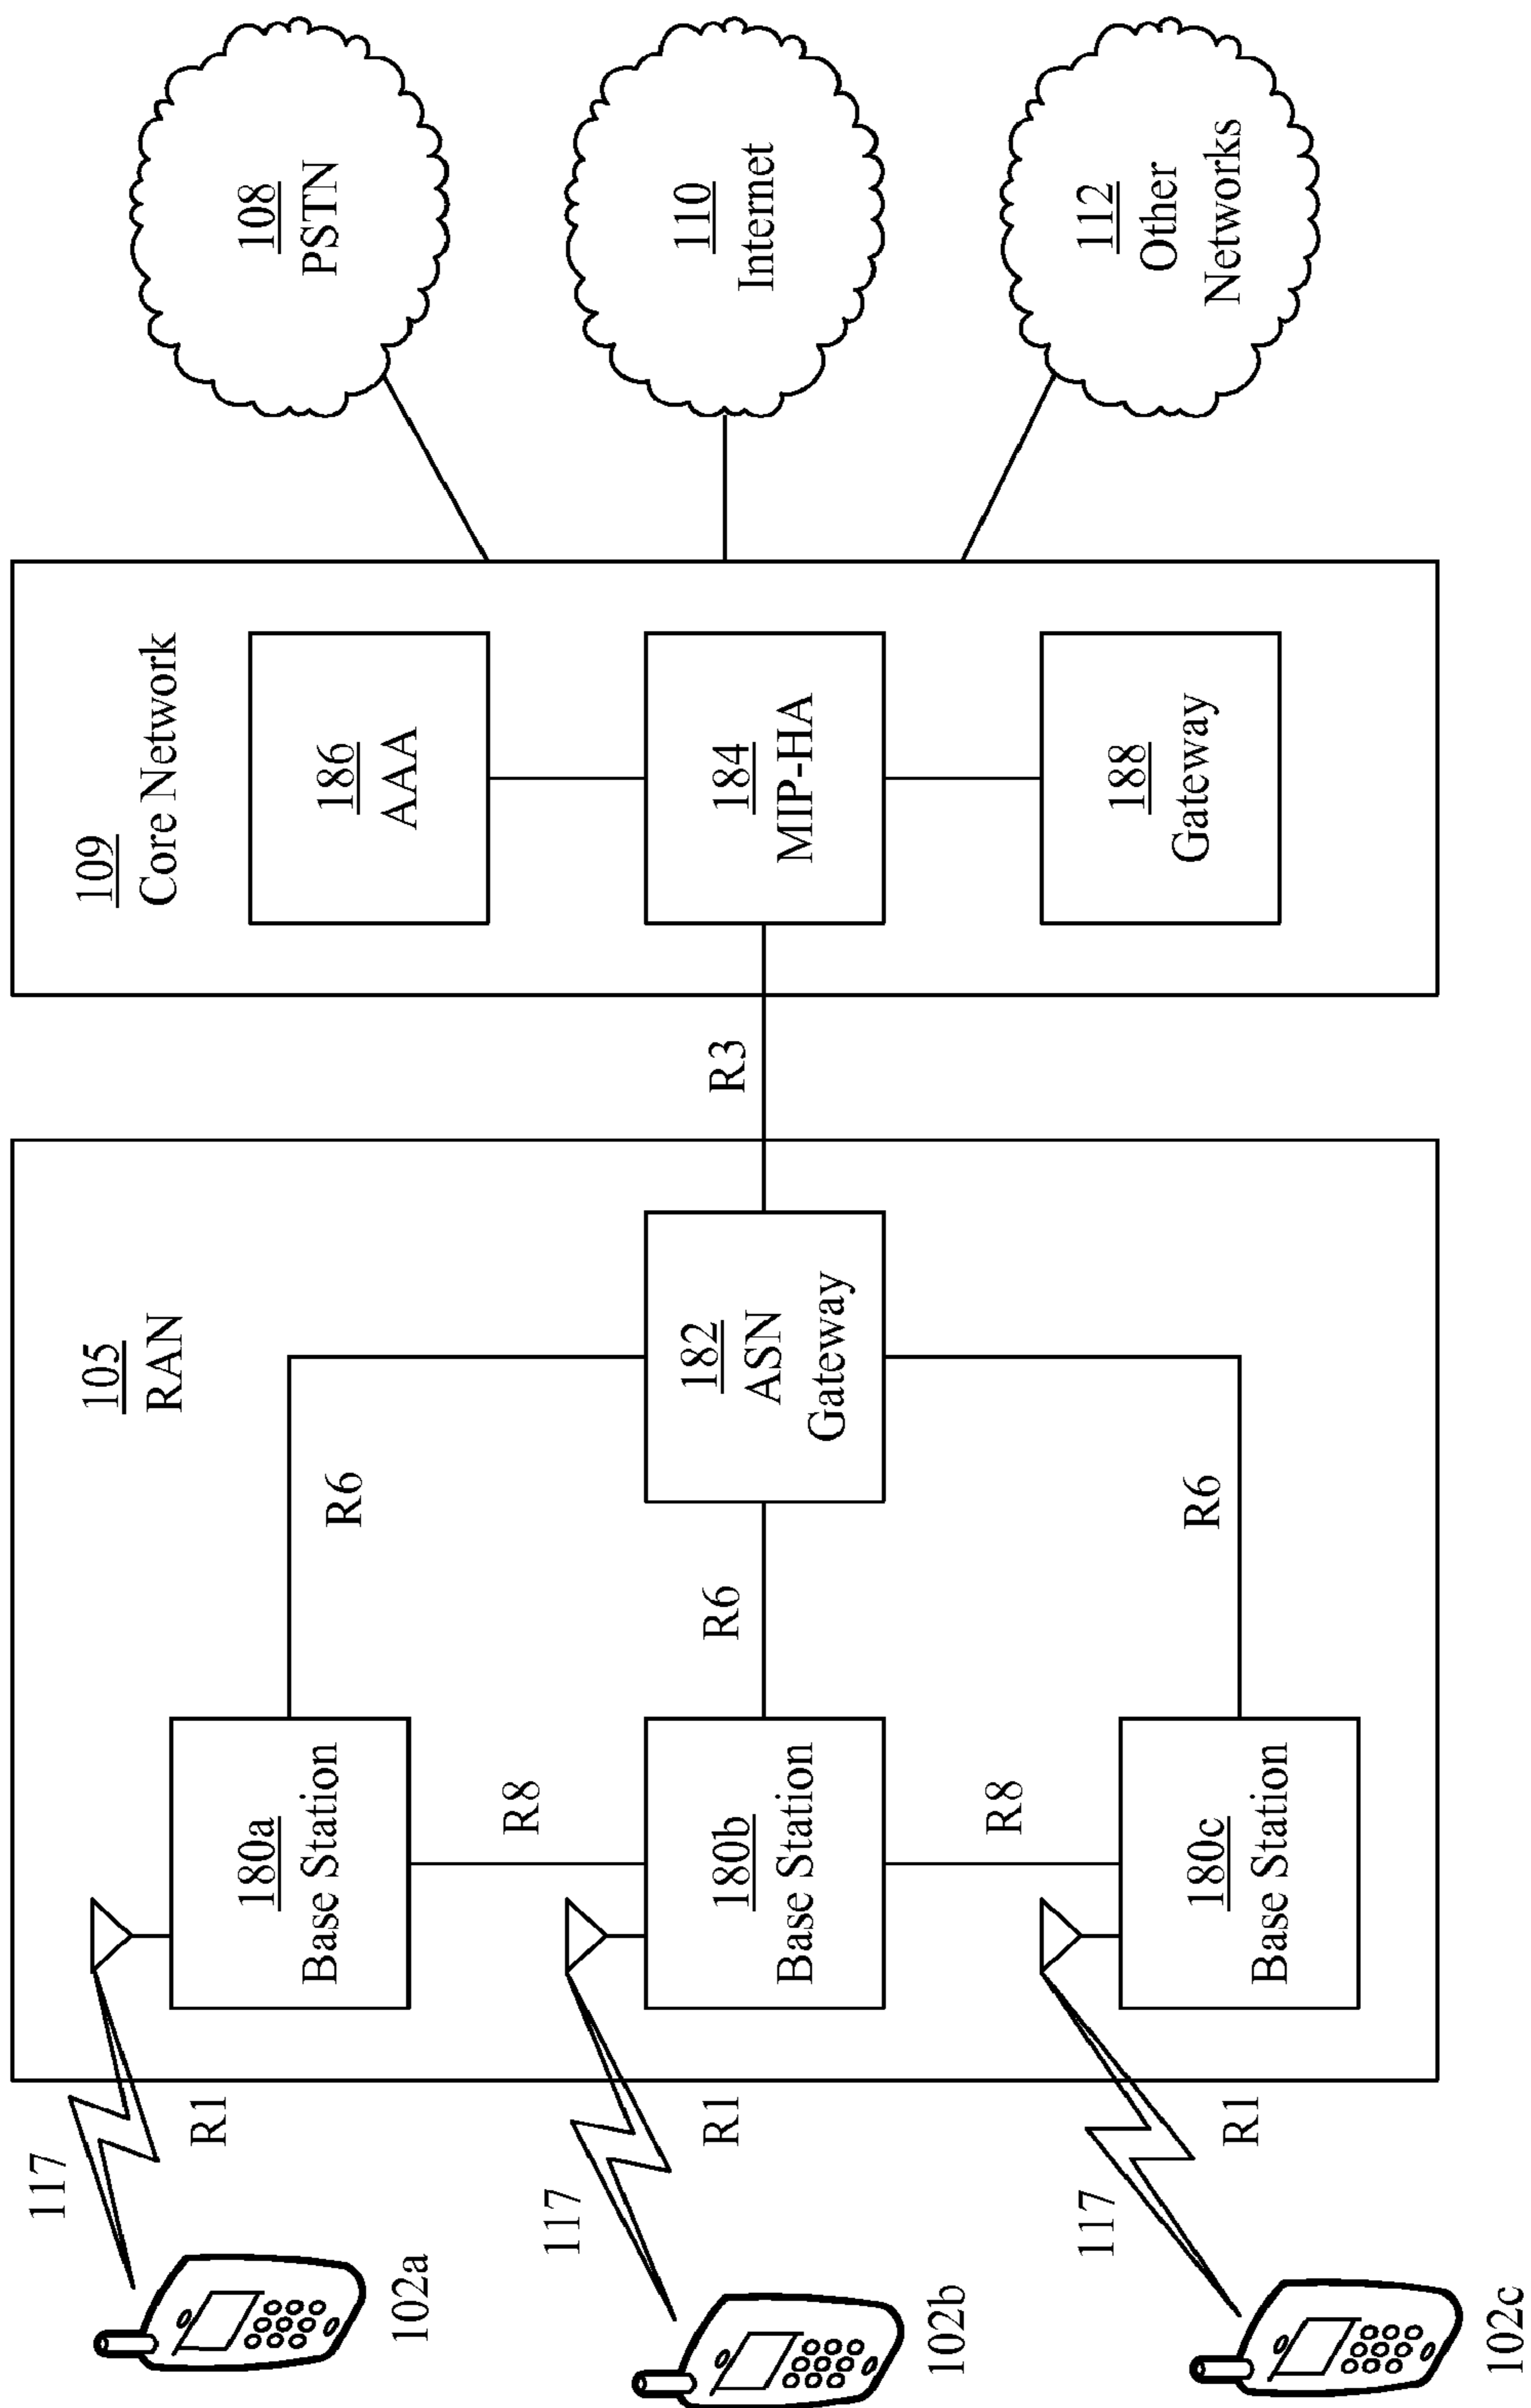 117
R1
102a
117
R1
102b
117
R1
102c
105
RAN
180a
Base Station
R8
180b
Base Station
R8
180c
Base Station
R6
R6
R6
182
ASN
Gateway
R3
109
Core Network
186
AAA
184
MIP-HA
188
Gateway
108
PSTN
110
Internet
112
Other
Networks